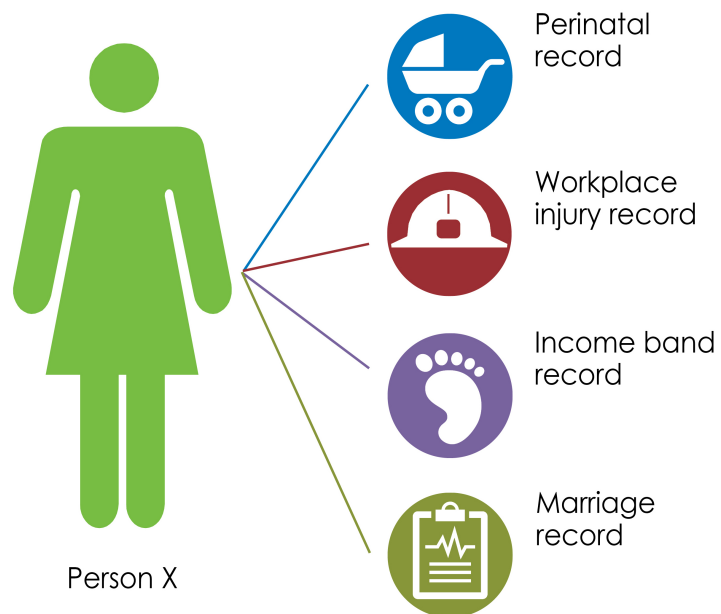 Perinatal
record
Workplace
injury record
Income band
record
Marriage
record
Person X